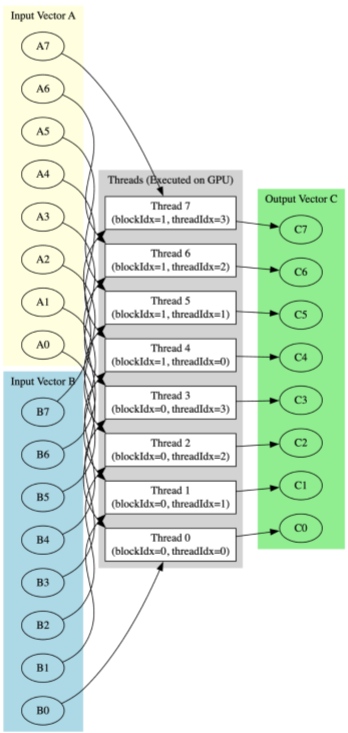 Input Vector A
A7
A6
A5
A4
A3
A2
A1
A0
Input Vector B
B7
B6
B5
B4
B3
B2
B1
B0
Threads (Executed on GPU)
Thread 7
(blockIdx=1, threadIdx=3)
Thread 6
(blockIdx=1, threadIdx=2)
Thread 5
(blockIdx=1, threadIdx=1)
Thread 4
(blockIdx=1, threadIdx=0)
Thread 3
(blockIdx=0, threadIdx=3)
Thread 2
(blockIdx=0, threadIdx=2)
Thread 1
(blockIdx=0, threadIdx=1)
Thread 0
(blockIdx=0, threadIdx=0)
Output Vector C
C7
C6
C5
C4
C3
C2
C1
C0